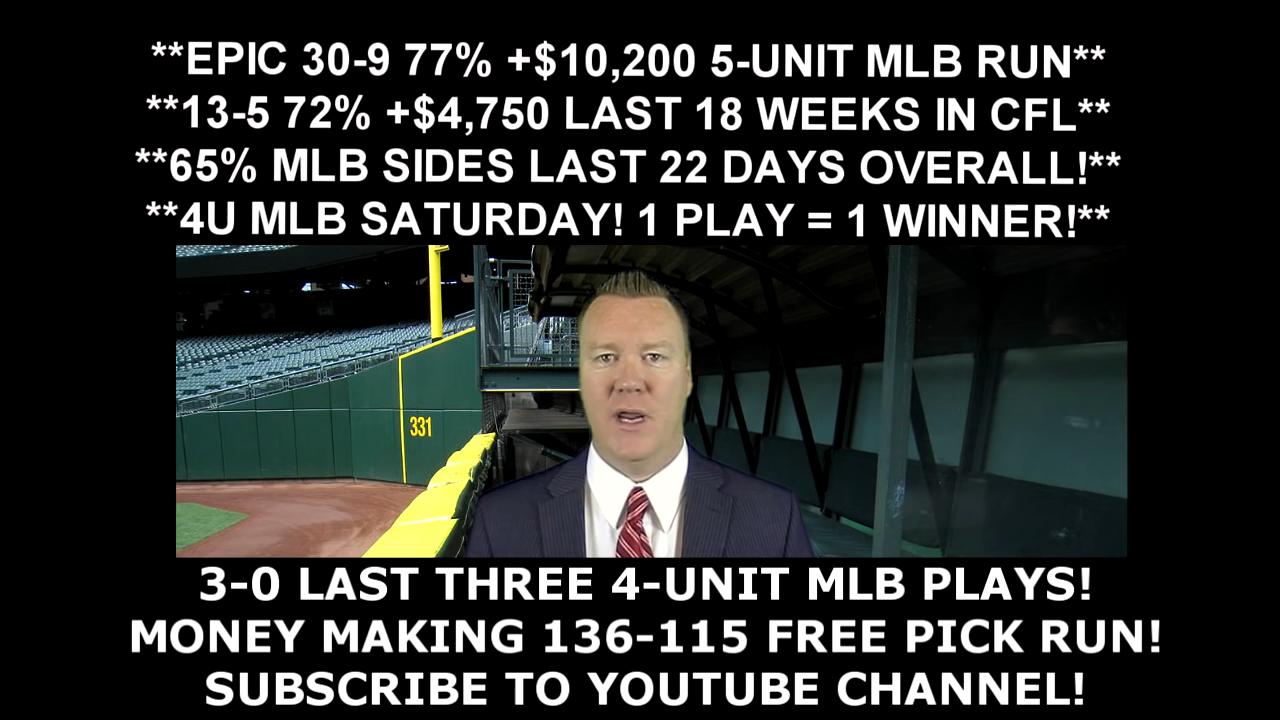 **EPIC 30-9 77% +$10,200 5-UNIT MLB RUN**
**13-5 72% +$4,750 LAST 18 WEEKS IN CFL**
**65% MLB SIDES LAST 22 DAYS OVERALL!**
**4U MLB SATURDAY! 1 PLAY = 1 WINNER!**
331
3-0 LAST THREE 4-UNIT MLB PLAYS!
MONEY MAKING 136-115 FREE PICK RUN!
SUBSCRIBE TO YOUTUBE CHANNEL!